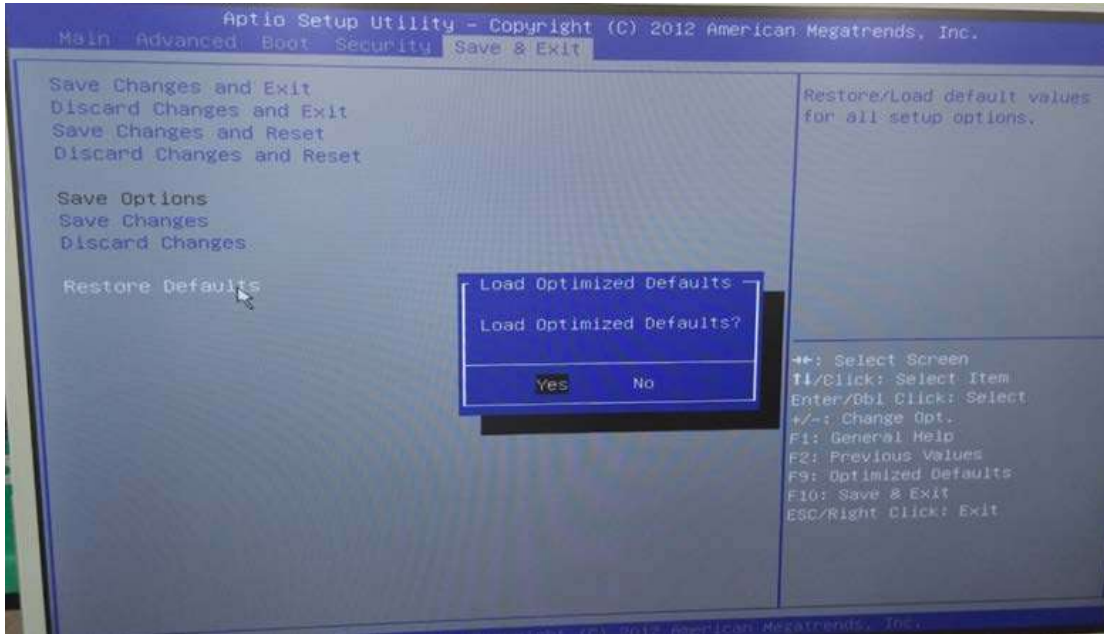 Aptio Setup Utility - Copyright (C) 2012 American Megatrends, Inc.
Main Advanced Boot Security Save & Exit
Save Changes and Exit
Discard Changes and Exit
Save Changes and Reset
Discard Changes and Reset
Save Options
Save Changes
Discard Changes
Restore Defaults
Load Optimized Defaults
Load Optimized Defaults?
Yes No
Restore/Load default values
for all setup options.
→←: Select Screen
↑↓/Click: Select Item
Enter/Dbl Click: Select
+/-: Change Opt.
F1: General Help
F2: Previous Values
F9: Optimized Defaults
F10: Save & Exit
ESC/Right Click: Exit
(C) 2012 American Megatrends, Inc.